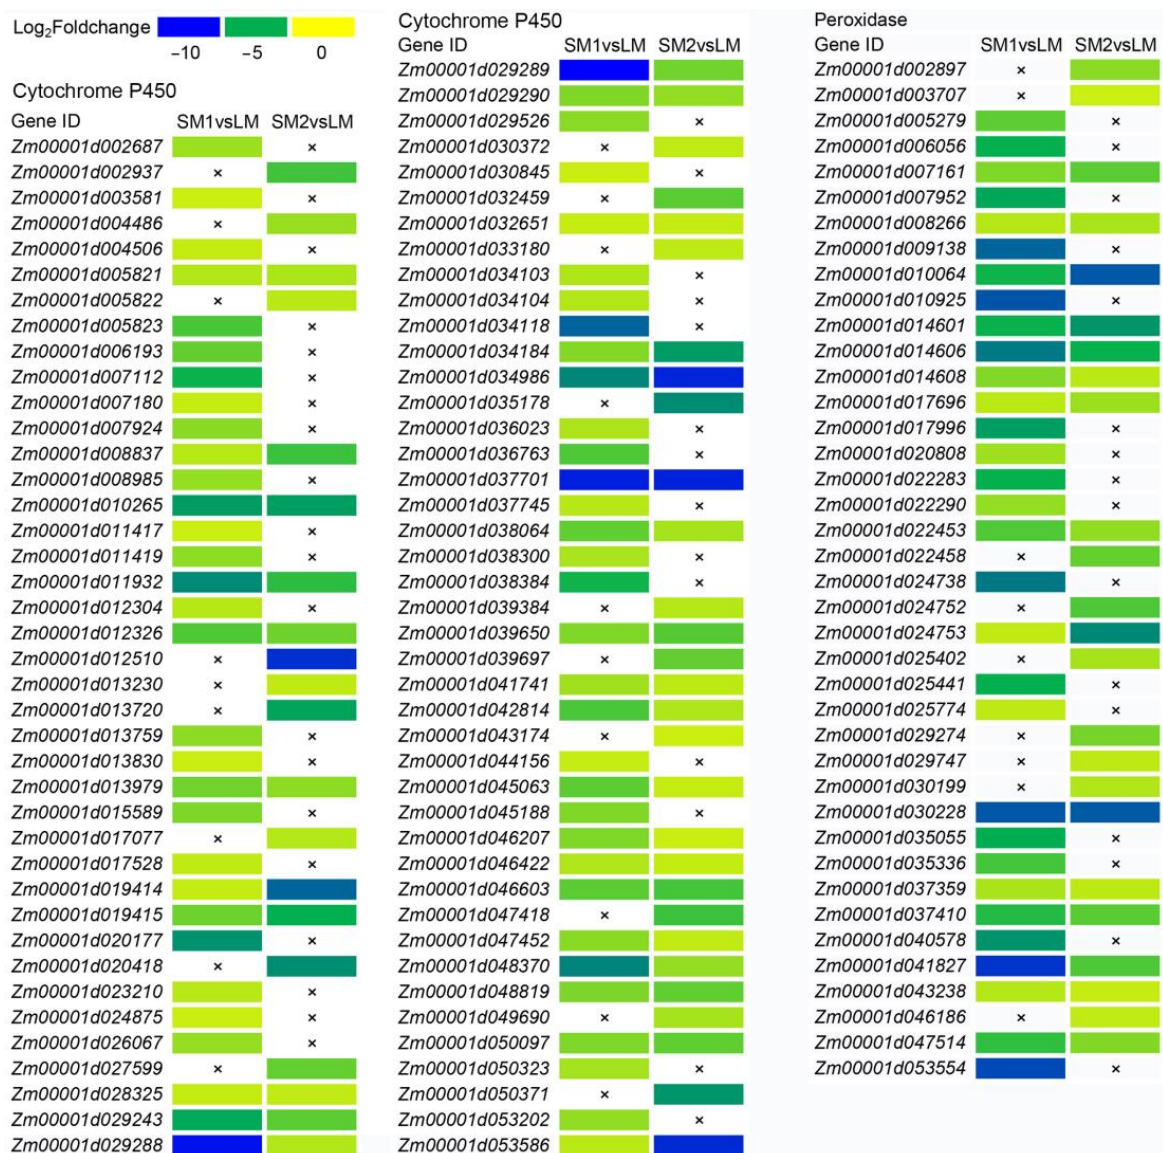 Log2Foldchange
−10 −5 0
Cytochrome P450
Gene ID SM1vsLM SM2vsLM
Zm00001d002687 ×
Zm00001d002937 ×
Zm00001d003581 ×
Zm00001d004486 ×
Zm00001d004506 ×
Zm00001d005821
Zm00001d005822 ×
Zm00001d005823 ×
Zm00001d006193 ×
Zm00001d007112 ×
Zm00001d007180 ×
Zm00001d007924 ×
Zm00001d008837
Zm00001d008985 ×
Zm00001d010265
Zm00001d011417 ×
Zm00001d011419 ×
Zm00001d011932
Zm00001d012304 ×
Zm00001d012326
Zm00001d012510 ×
Zm00001d013230 ×
Zm00001d013720 ×
Zm00001d013759 ×
Zm00001d013830 ×
Zm00001d013979
Zm00001d015589 ×
Zm00001d017077 ×
Zm00001d017528 ×
Zm00001d019414
Zm00001d019415
Zm00001d020177 ×
Zm00001d020418 ×
Zm00001d023210 ×
Zm00001d024875 ×
Zm00001d026067 ×
Zm00001d027599 ×
Zm00001d028325
Zm00001d029243
Zm00001d029288
Cytochrome P450
Gene ID SM1vsLM SM2vsLM
Zm00001d029289
Zm00001d029290
Zm00001d029526 ×
Zm00001d030372 ×
Zm00001d030845 ×
Zm00001d032459 ×
Zm00001d032651
Zm00001d033180 ×
Zm00001d034103 ×
Zm00001d034104 ×
Zm00001d034118 ×
Zm00001d034184
Zm00001d034986
Zm00001d035178 ×
Zm00001d036023 ×
Zm00001d036763 ×
Zm00001d037701
Zm00001d037745 ×
Zm00001d038064
Zm00001d038300 ×
Zm00001d038384 ×
Zm00001d039384 ×
Zm00001d039650
Zm00001d039697 ×
Zm00001d041741
Zm00001d042814
Zm00001d043174 ×
Zm00001d044156 ×
Zm00001d045063
Zm00001d045188 ×
Zm00001d046207
Zm00001d046422
Zm00001d046603
Zm00001d047418 ×
Zm00001d047452
Zm00001d048370
Zm00001d048819
Zm00001d049690 ×
Zm00001d050097
Zm00001d050323 ×
Zm00001d050371 ×
Zm00001d053202 ×
Zm00001d053586
Peroxidase
Gene ID SM1vsLM SM2vsLM
Zm00001d002897 ×
Zm00001d003707 ×
Zm00001d005279 ×
Zm00001d006056 ×
Zm00001d007161
Zm00001d007952 ×
Zm00001d008266
Zm00001d009138 ×
Zm00001d010064
Zm00001d010925 ×
Zm00001d014601
Zm00001d014606
Zm00001d014608
Zm00001d017696
Zm00001d017996 ×
Zm00001d020808 ×
Zm00001d022283 ×
Zm00001d022290 ×
Zm00001d022453
Zm00001d022458 ×
Zm00001d024738 ×
Zm00001d024752 ×
Zm00001d024753
Zm00001d025402 ×
Zm00001d025441 ×
Zm00001d025774 ×
Zm00001d029274 ×
Zm00001d029747 ×
Zm00001d030199 ×
Zm00001d030228
Zm00001d035055 ×
Zm00001d035336 ×
Zm00001d037359
Zm00001d037410
Zm00001d040578 ×
Zm00001d041827
Zm00001d043238
Zm00001d046186 ×
Zm00001d047514
Zm00001d053554 ×